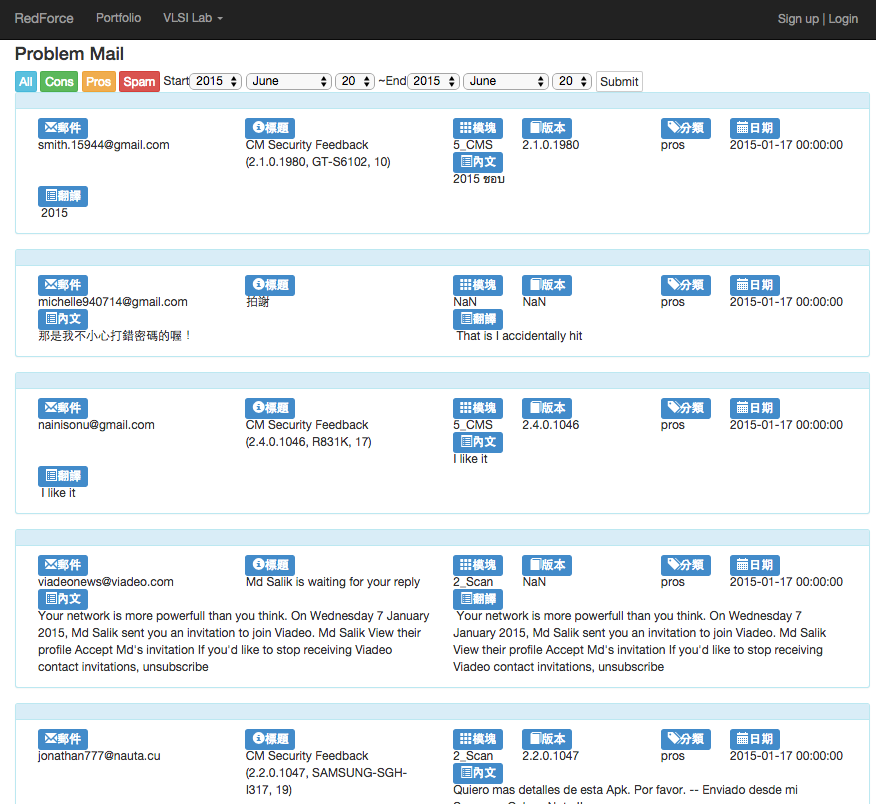 RedForce Portfolio VLSI Lab Sign up | Login
Problem Mail
All Cons Pros Spam Start 2015 June 20 ~End 2015 June 20 Submit
郵件 標題 模塊 版本 分類 日期
smith.15944@gmail.com CM Security Feedback 5_CMS 2.1.0.1980 pros 2015-01-17 00:00:00
(2.1.0.1980, GT-S6102, 10) 內文
2015 ชอบ
翻譯
2015
郵件 標題 模塊 版本 分類 日期
michelle940714@gmail.com 拍謝 NaN NaN pros 2015-01-17 00:00:00
內文 翻譯
那是我不小心打錯密碼的喔！ That is I accidentally hit
郵件 標題 模塊 版本 分類 日期
nainisonu@gmail.com CM Security Feedback 5_CMS 2.4.0.1046 pros 2015-01-17 00:00:00
(2.4.0.1046, R831K, 17) 內文
I like it
翻譯
I like it
郵件 標題 模塊 版本 分類 日期
viadeonews@viadeo.com Md Salik is waiting for your reply 2_Scan NaN pros 2015-01-17 00:00:00
內文 翻譯
Your network is more powerfull than you think. On Wednesday 7 January
2015, Md Salik sent you an invitation to join Viadeo. Md Salik View their
profile Accept Md's invitation If you'd like to stop receiving Viadeo
contact invitations, unsubscribe
Your network is more powerfull than you think. On Wednesday 7
January 2015, Md Salik sent you an invitation to join Viadeo. Md Salik
View their profile Accept Md's invitation If you'd like to stop receiving
Viadeo contact invitations, unsubscribe
郵件 標題 模塊 版本 分類 日期
jonathan777@nauta.cu CM Security Feedback 2_Scan 2.2.0.1047 pros 2015-01-17 00:00:00
(2.2.0.1047, SAMSUNG-SGH- 內文
I317, 19) Quiero mas detalles de esta Apk. Por favor. -- Enviado desde mi